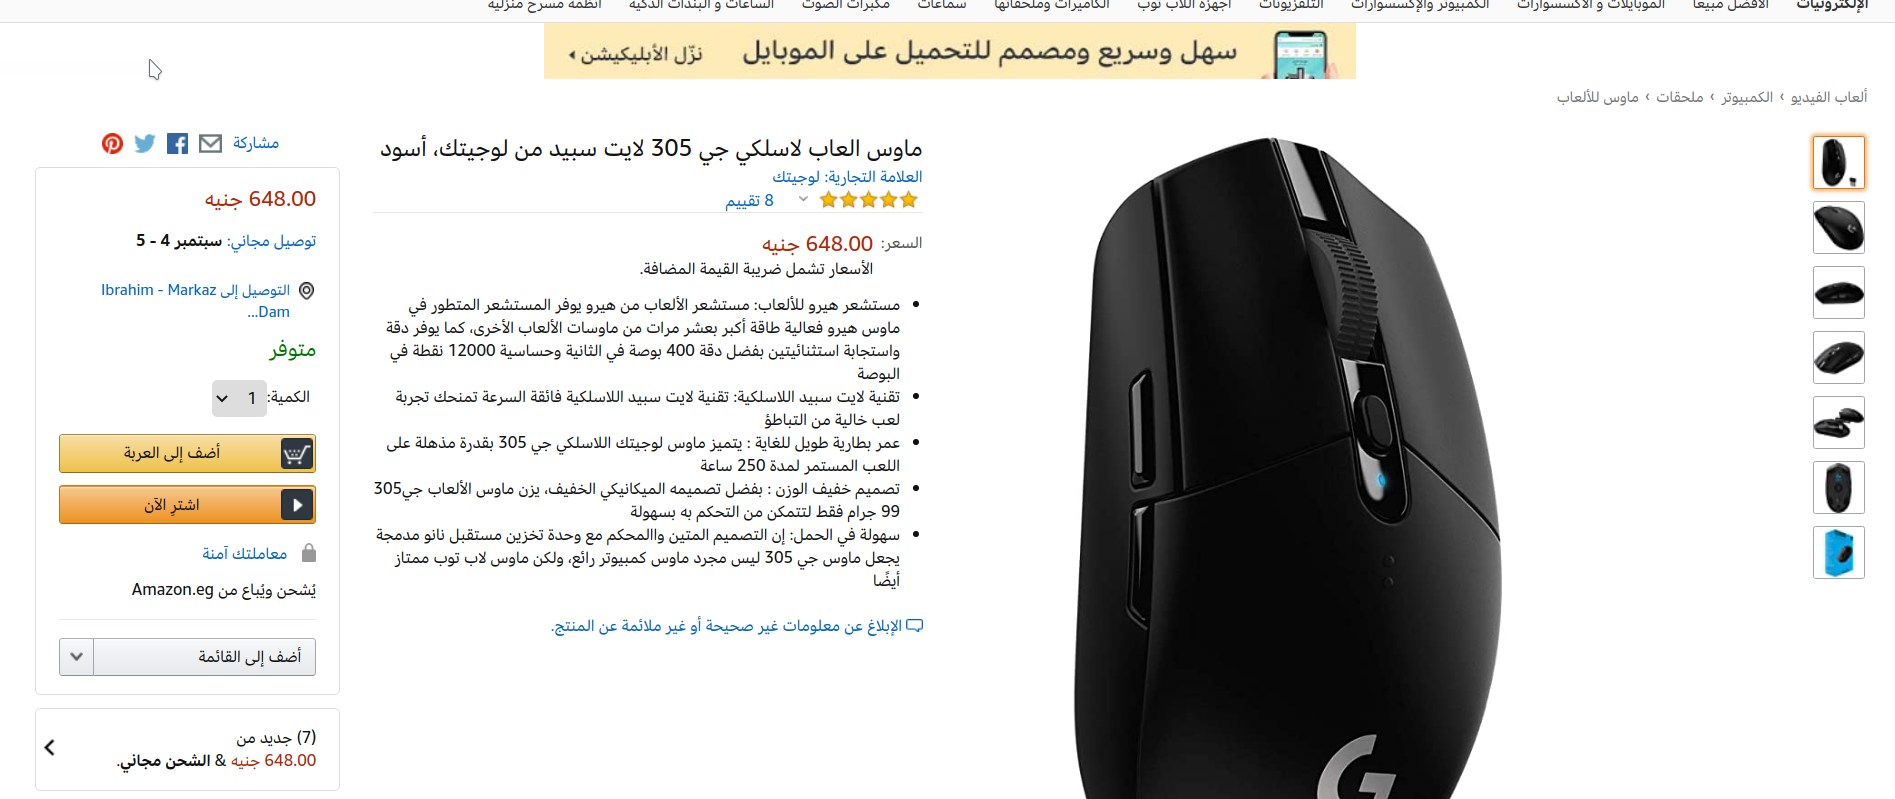 الإلكترونيات
الأفضل مبيعاً
الموبايلات و الاكسسوارات
الكمبيوتر والإكسسوارات
التلفزيونات
أجهزة اللاب توب
الكاميرات وملحقاتها
سماعات
مكبرات الصوت
الساعات و البندات الذكية
أنظمة مسرح منزلية
سهل وسريع ومصمم للتحميل على الموبايل
نزّل الأبليكيشن
ألعاب الفيديو › الكمبيوتر › ملحقات › ماوس للألعاب
ماوس العاب لاسلكي جي 305 لايت سبيد من لوجيتك، أسود
العلامة التجارية: لوجيتك
8 تقييم
السعر: 648.00 جنيه
الأسعار تشمل ضريبة القيمة المضافة.
مستشعر هيرو للألعاب: مستشعر الألعاب من هيرو يوفر المستشعر المتطور في
ماوس هيرو فعالية طاقة أكبر بعشر مرات من ماوسات الألعاب الأخرى، كما يوفر دقة
واستجابة استثنائيتين بفضل دقة 400 بوصة في الثانية وحساسية 12000 نقطة في
البوصة
تقنية لايت سبيد اللاسلكية: تقنية لايت سبيد اللاسلكية فائقة السرعة تمنحك تجربة
لعب خالية من التباطؤ
عمر بطارية طويل للغاية : يتميز ماوس لوجيتك اللاسلكي جي 305 بقدرة مذهلة على
اللعب المستمر لمدة 250 ساعة
تصميم خفيف الوزن : بفضل تصميمه الميكانيكي الخفيف، يزن ماوس الألعاب جي305
99 جرام فقط لتتمكن من التحكم به بسهولة
سهولة في الحمل: إن التصميم المتين واالمحكم مع وحدة تخزين مستقبل نانو مدمجة
يجعل ماوس جي 305 ليس مجرد ماوس كمبيوتر رائع، ولكن ماوس لاب توب ممتاز
أيضًا
الإبلاغ عن معلومات غير صحيحة أو غير ملائمة عن المنتج.
مشاركة
648.00 جنيه
توصيل مجاني: سبتمبر 4 - 5
التوصيل إلى Ibrahim - Markaz
Dam...
متوفر
الكمية: 1
أضف إلى العربة
اشترِ الآن
معاملتك آمنة
يُشحن ويُباع من Amazon.eg
أضف إلى القائمة
(7) جديد من
648.00 جنيه & الشحن مجاني.